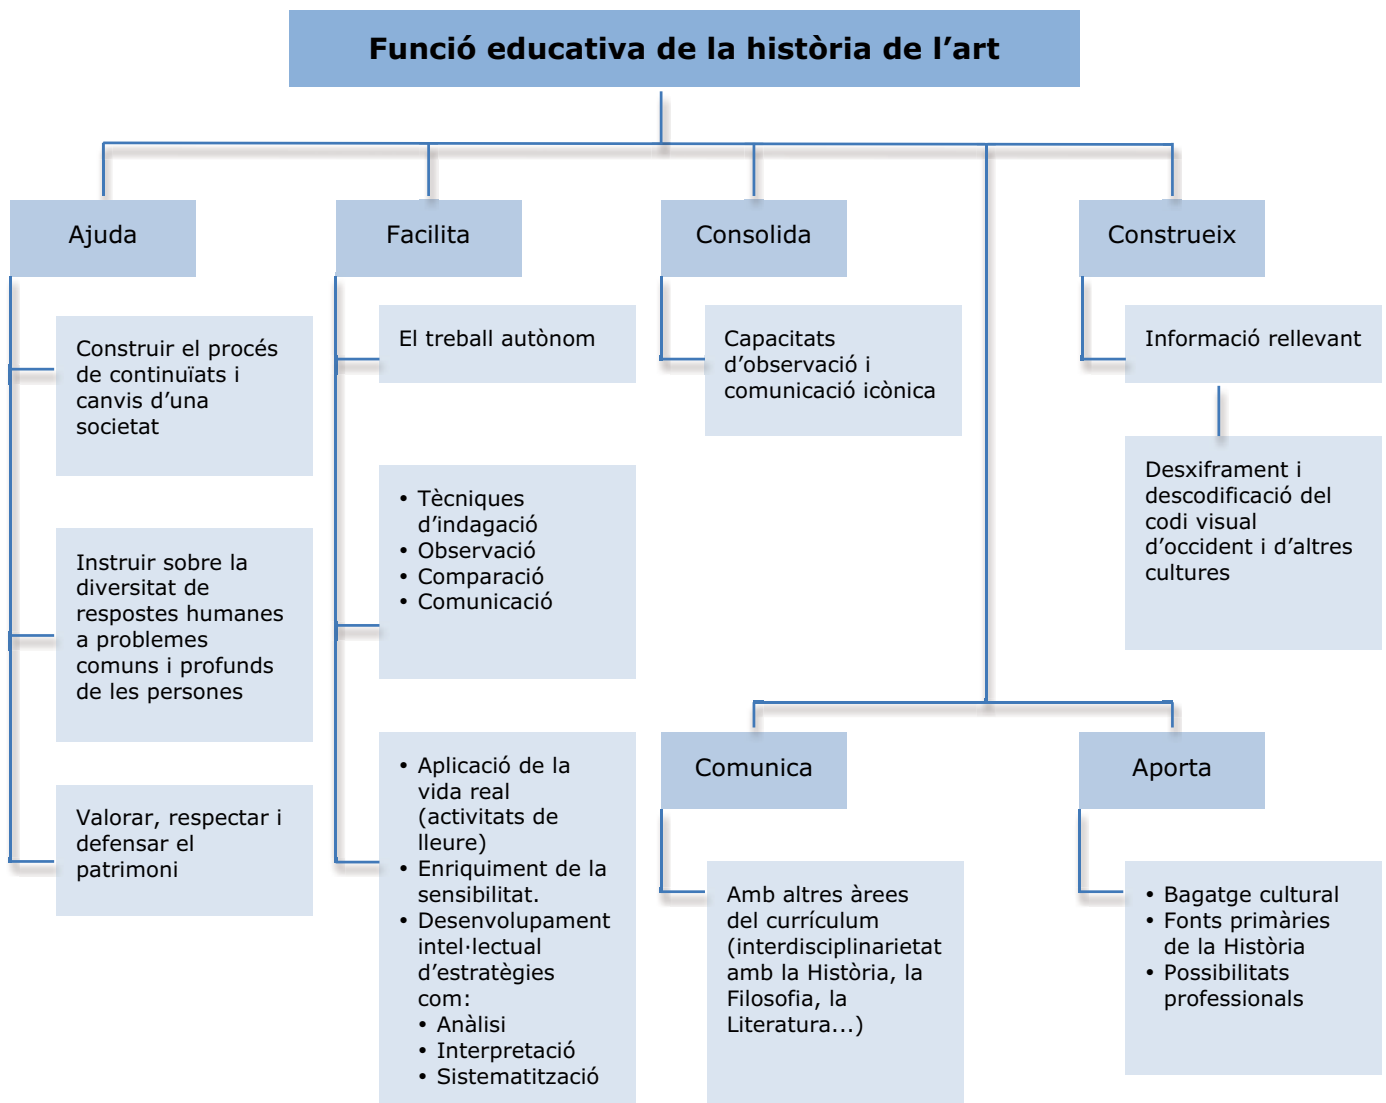 Funció educativa de la història de l’art
Ajuda
Construir el procés
de continuïats i
canvis d’una
societat
Instruir sobre la
diversitat de
respostes humanes
a problemes
comuns i profunds
de les persones
Valorar, respectar i
defensar el
patrimoni
Facilita
El treball autònom
• Tècniques
d’indagació
• Observació
• Comparació
• Comunicació
• Aplicació de la
vida real
(activitats de
lleure)
• Enriquiment de la
sensibilitat.
• Desenvolupament
intel·lectual
d’estratègies
com:
• Anàlisi
• Interpretació
• Sistematització
Consolida
Capacitats
d’observació i
comunicació icònica
Construeix
Informació rellevant
Desxiframent i
descodificació del
codi visual
d’occident i d’altres
cultures
Comunica
Amb altres àrees
del currículum
(interdisciplinarietat
amb la Història, la
Filosofia, la
Literatura...)
Aporta
• Bagatge cultural
• Fonts primàries
de la Història
• Possibilitats
professionals